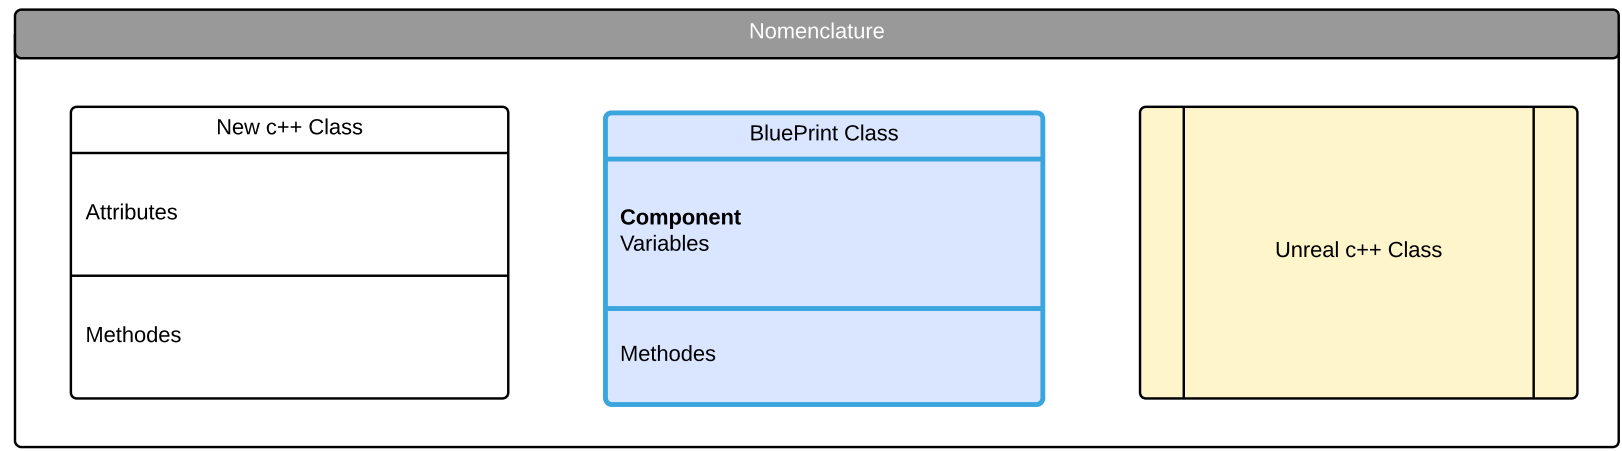 Nomenclature
New c++ Class
Attributes
Methodes
BluePrint Class
Component
Variables
Methodes
Unreal c++ Class